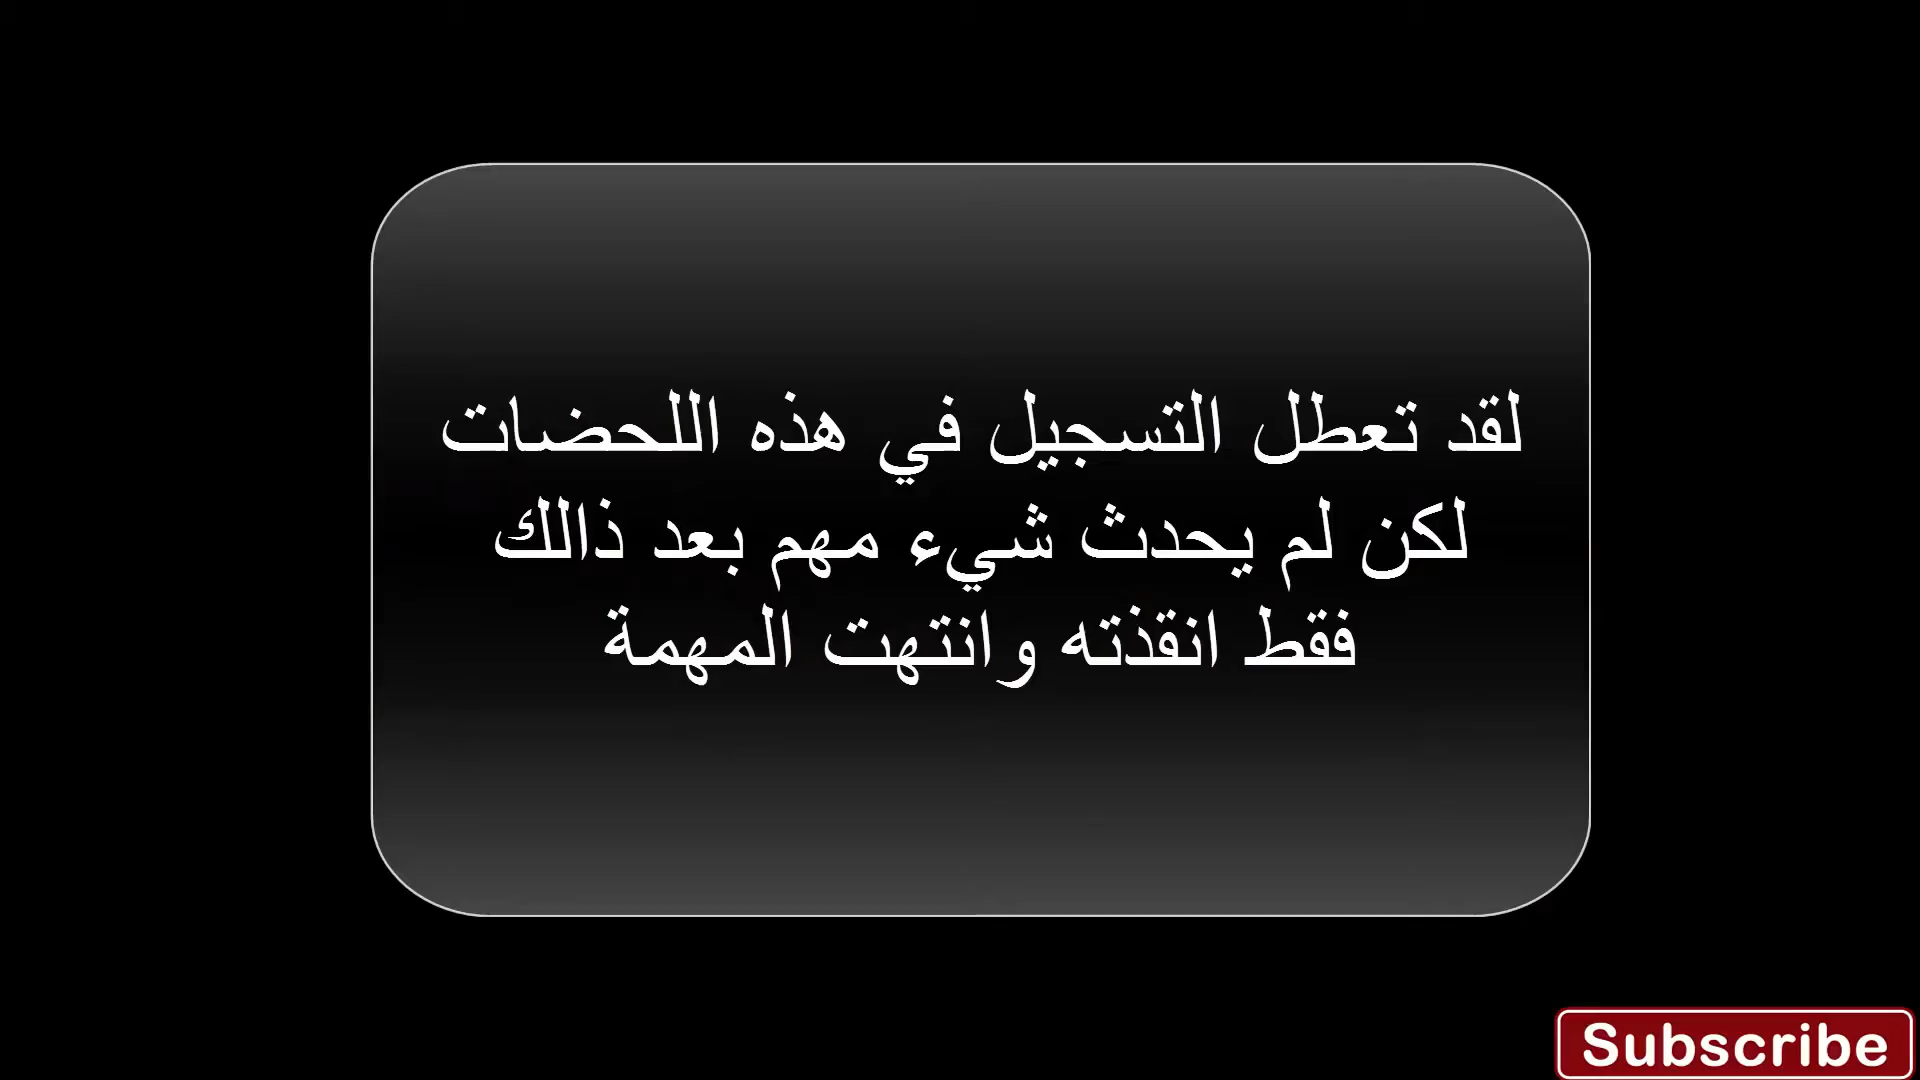 لقد تعطل التسجيل في هذه اللحضات
لكن لم يحدث شيء مهم بعد ذالك
فقط انقذته وانتهت المهمة
Subscribe